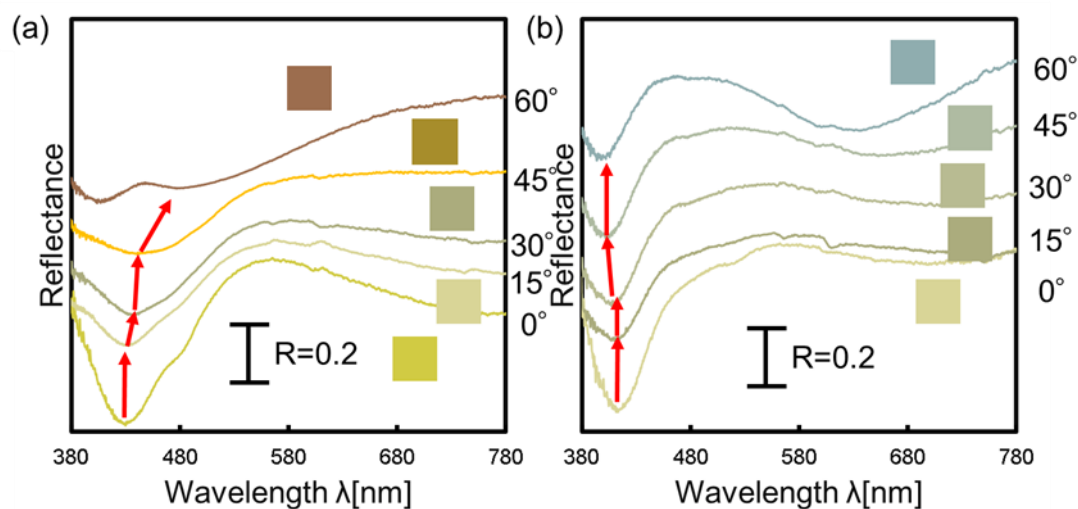 (a)
Reflectance
60°
45°
30°
15°
0°
R=0.2
380 480 580 680 780
Wavelength λ[nm]
(b)
Reflectance
60°
45°
30°
15°
0°
R=0.2
380 480 580 680 780
Wavelength λ[nm]